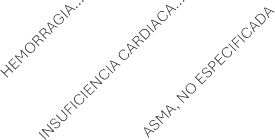 HEMORRAGIA...
INSUFICIENCIA CARDIACA...
ASMA, NO ESPECIFICADA